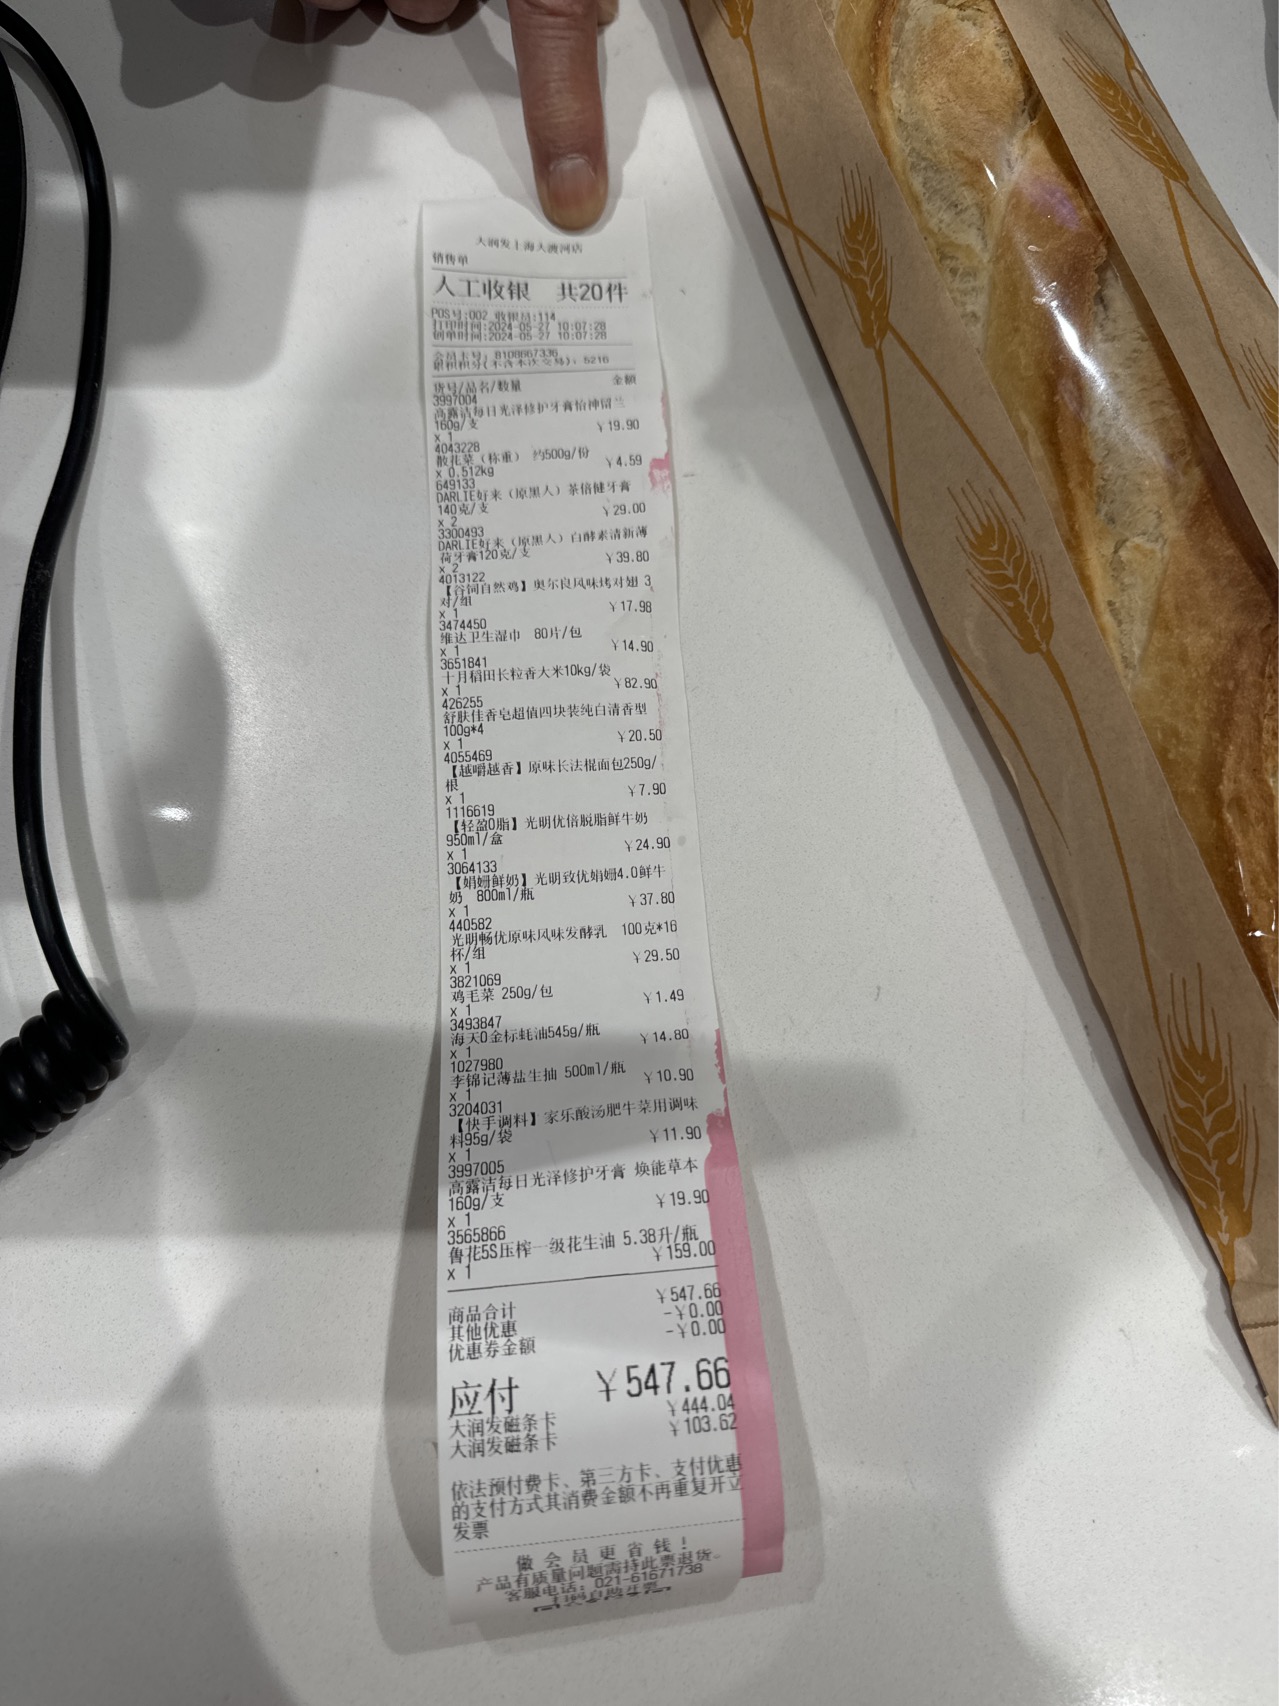 大润发上海大渡河店
销售单
人工收银 共20件
POS号:002 收银员:114
打印时间:2024-05-27 10:07:28
创单时间:2024-05-27 10:07:28
会员卡号: 8108667336
累积积分(不含本次交易): 5216
货号/品名/数量 金额
3997004
高露洁每日光泽修护牙膏怡神留兰
160g/支 ¥19.90
x 1
4043228
散花菜（称重） 约500g/份
x 0.512kg ¥4.59
649133
DARLIE好来（原黑人）茶倍健牙膏
140克/支 ¥29.00
x 2
3300493
DARLIE好来（原黑人）白酵素清新薄
荷牙膏120克/支 ¥39.80
x 2
4013122
【谷饲自然鸡】奥尔良风味烤对翅 3
对/组 ¥17.98
x 1
3474450
维达卫生湿巾 80片/包
x 1 ¥14.90
3651841
十月稻田长粒香大米10kg/袋
x 1 ¥82.90
426255
舒肤佳香皂超值四块装纯白清香型
100g*4 ¥20.50
x 1
4055469
【越嚼越香】原味长法棍面包250g/
根 ¥7.90
x 1
1116619
【轻盈0脂】光明优倍脱脂鲜牛奶
950ml/盒 ¥24.90
x 1
3064133
【娟姗鲜奶】光明致优娟姗4.0鲜牛
奶 800ml/瓶 ¥37.80
x 1
440582
光明畅优原味风味发酵乳 100克*16
杯/组 ¥29.50
x 1
3821069
鸡毛菜 250g/包
x 1 ¥1.49
3493847
海天0金标蚝油545g/瓶
x 1 ¥14.80
1027980
李锦记薄盐生抽 500ml/瓶
x 1 ¥10.90
3204031
【快手调料】家乐酸汤肥牛菜用调味
料95g/袋 ¥11.90
x 1
3997005
高露洁每日光泽修护牙膏 焕能草本
160g/支 ¥19.90
x 1
3565866
鲁花5S压榨一级花生油 5.38升/瓶
x 1 ¥159.00
商品合计 ¥547.66
其他优惠 -¥0.00
优惠券金额 -¥0.00
应付 ¥547.66
大润发磁条卡 ¥444.04
大润发磁条卡 ¥103.62
依法预付费卡、第三方卡、支付优惠
的支付方式其消费金额不再重复开立
发票
做会员更省钱！
产品有质量问题需持此票退货
客服电话: 021-61671738
扫码自助开票